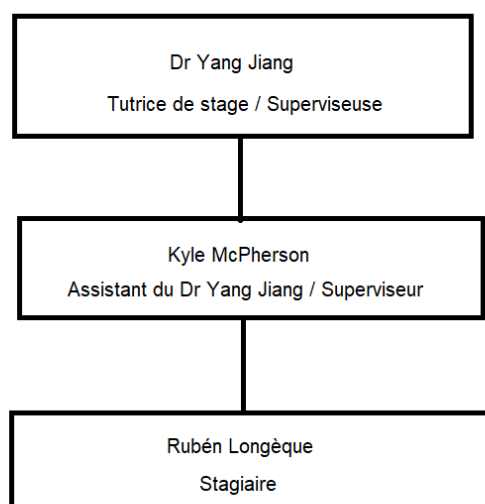 Dr Yang Jiang
Tutrice de stage / Superviseuse
Kyle McPherson
Assistant du Dr Yang Jiang / Superviseur
Rubén Longèque
Stagiaire